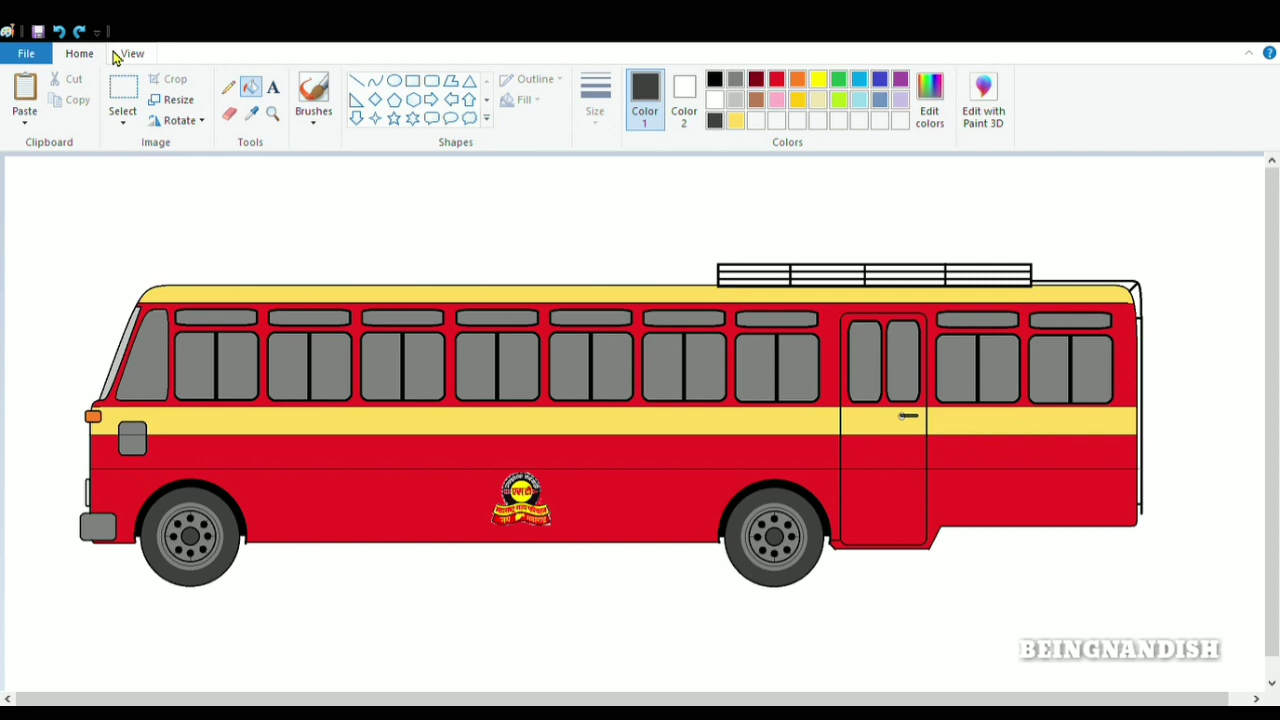 File Home View
Paste
Cut
Copy
Clipboard
Select
Crop
Resize
Rotate
Image
Tools
Brushes
Shapes
Outline
Fill
Size
Color 1
Color 2
Colors
Edit colors
Edit with Paint 3D
एस टी
BEINGNANDISH